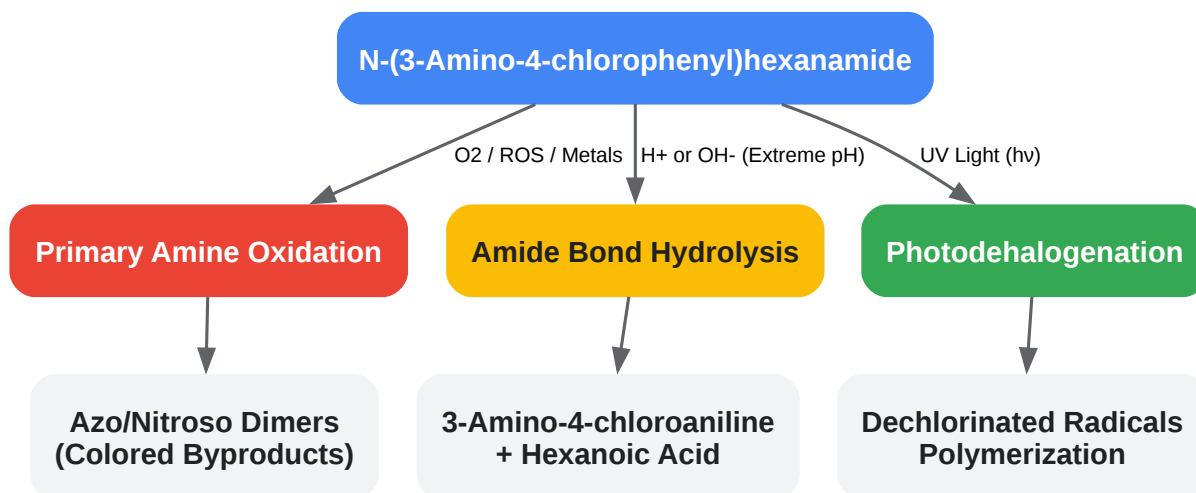 N-(3-Amino-4-chlorophenyl)hexanamide
O2 / ROS / Metals
H+ or OH- (Extreme pH)
UV Light (hν)
Primary Amine Oxidation
Amide Bond Hydrolysis
Photodehalogenation
Azo/Nitroso Dimers
(Colored Byproducts)
3-Amino-4-chloroaniline
+ Hexanoic Acid
Dechlorinated Radicals
Polymerization